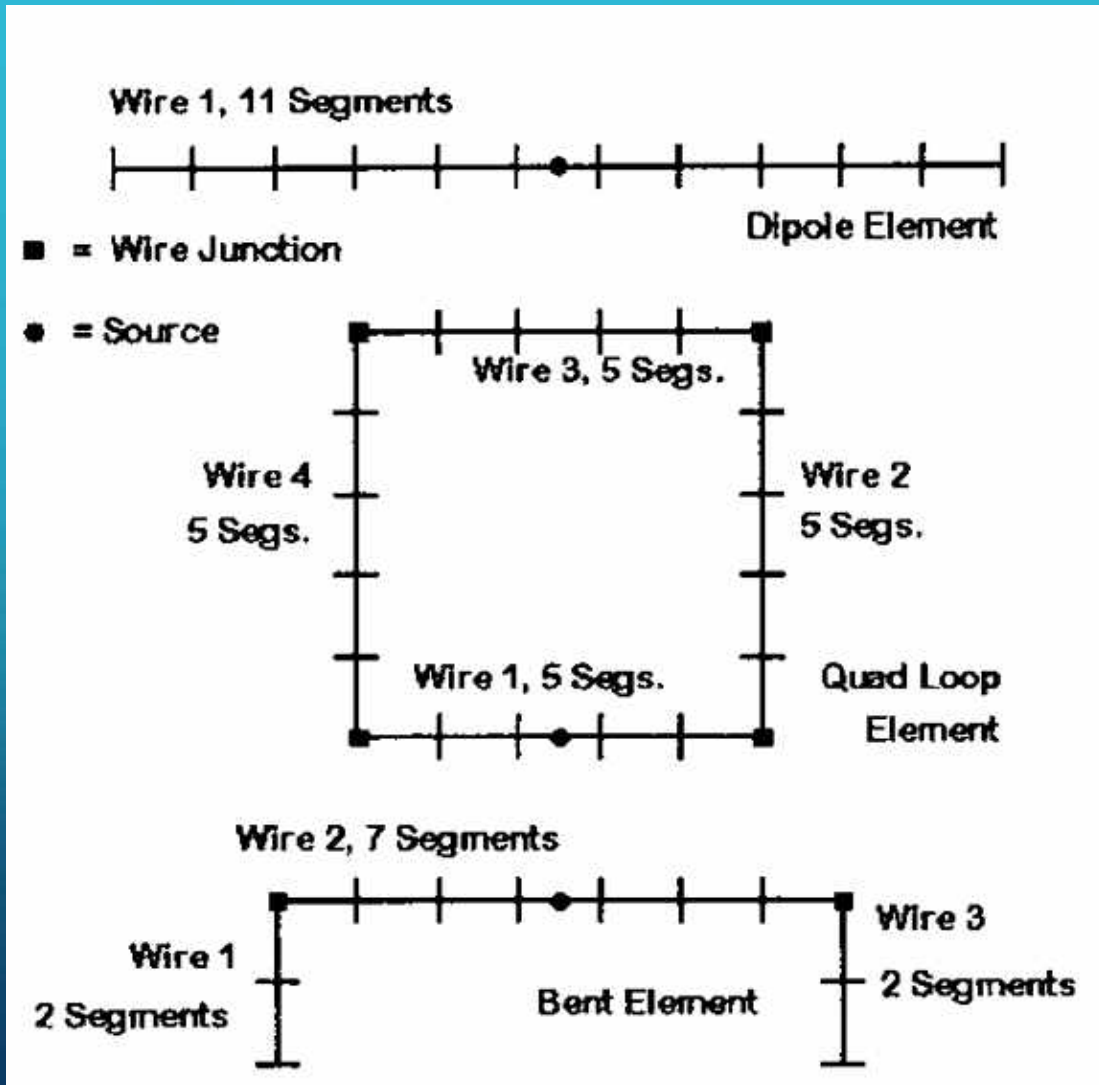 Wire 1, 11 Segments
Dipole Element
■ = Wire Junction
● = Source
Wire 3, 5 Segs.
Wire 4
5 Segs.
Wire 2
5 Segs.
Wire 1, 5 Segs.
Quad Loop
Element
Wire 2, 7 Segments
Wire 1
2 Segments
Wire 3
2 Segments
Bent Element